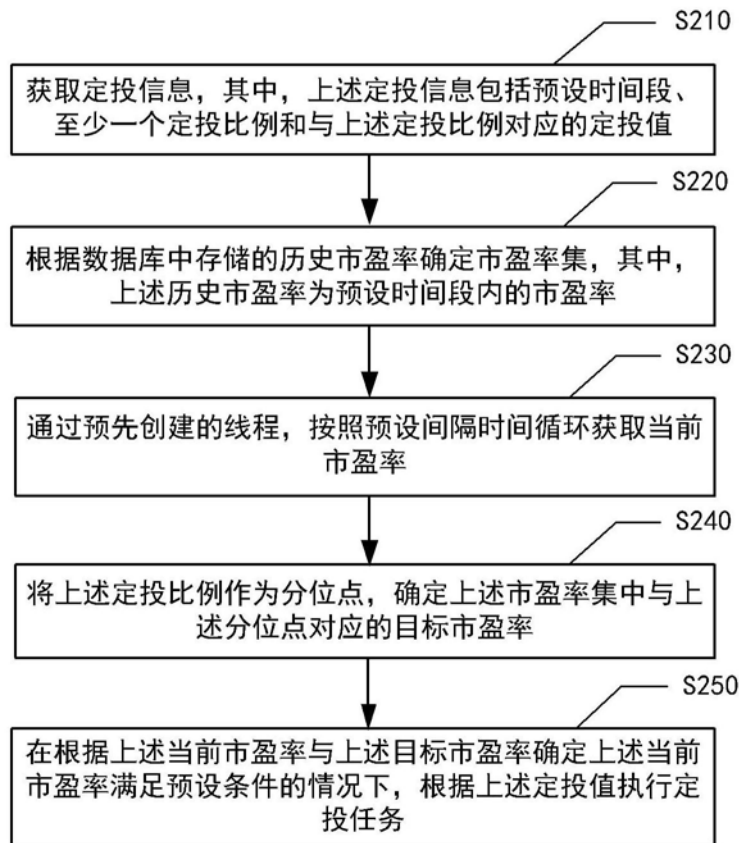 S210
获取定投信息，其中，上述定投信息包括预设时间段、
至少一个定投比例和与上述定投比例对应的定投值
S220
根据数据库中存储的历史市盈率确定市盈率集，其中，
上述历史市盈率为预设时间段内的市盈率
S230
通过预先创建的线程，按照预设间隔时间循环获取当前
市盈率
S240
将上述定投比例作为分位点，确定上述市盈率集中与上
述分位点对应的目标市盈率
S250
在根据上述当前市盈率与上述目标市盈率确定上述当前
市盈率满足预设条件的情况下，根据上述定投值执行定
投任务